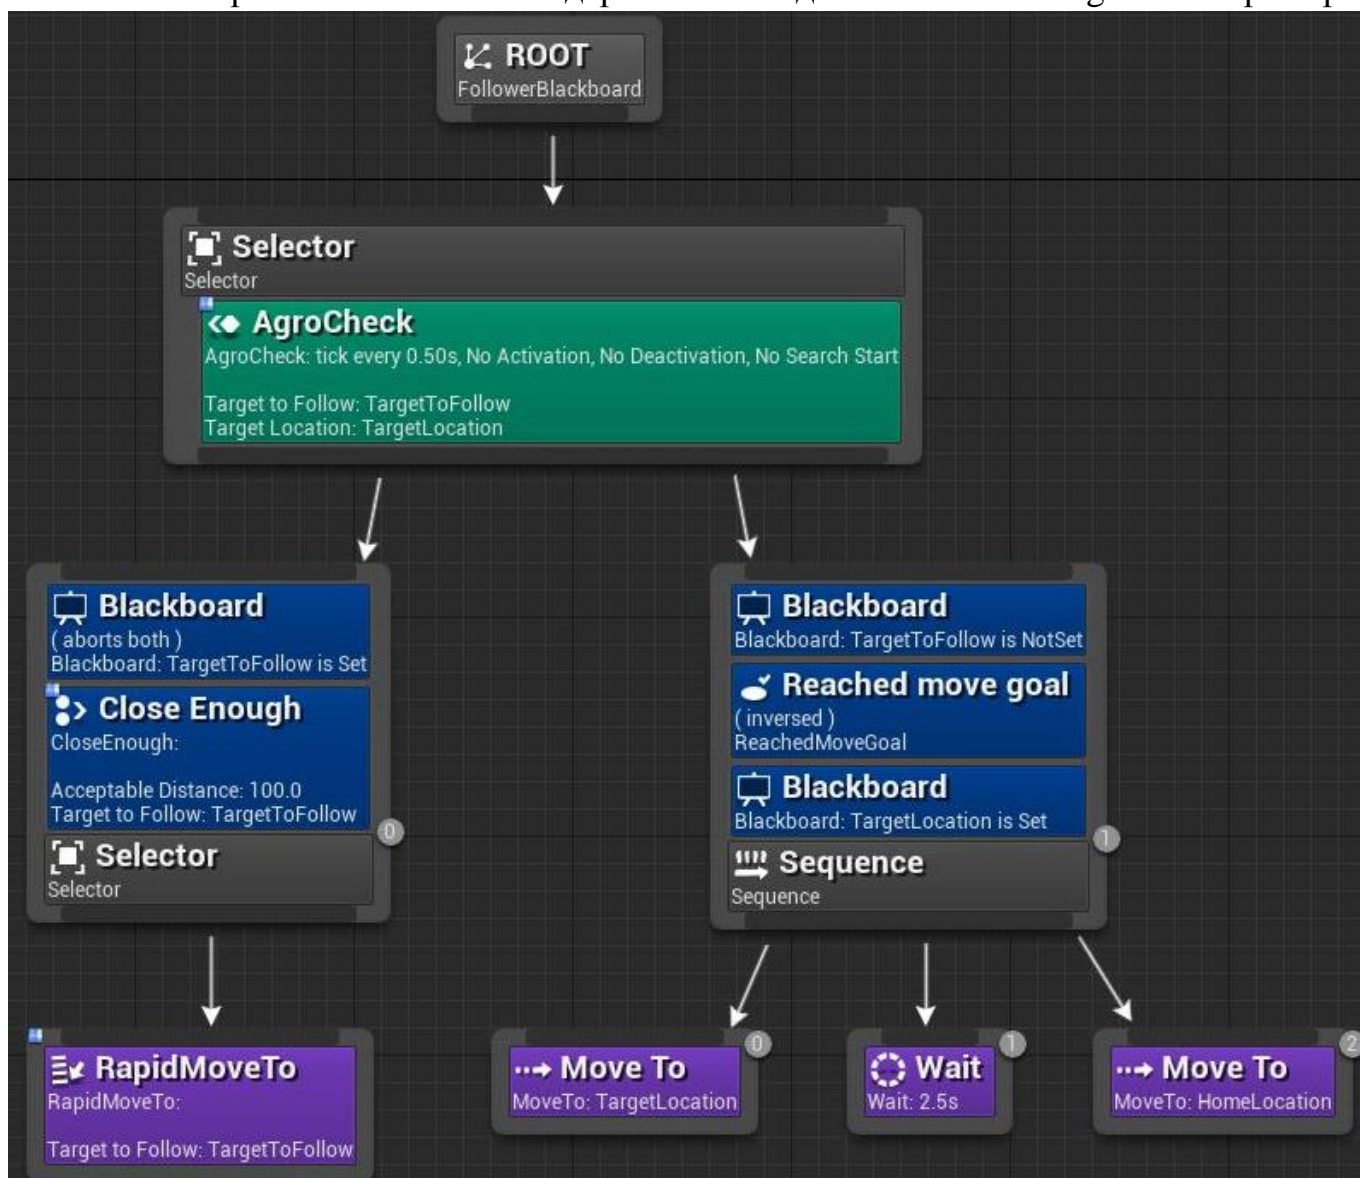 ROOT
FollowerBlackboard
Selector
Selector
AgroCheck
AgroCheck: tick every 0.50s, No Activation, No Deactivation, No Search Start
Target to Follow: TargetToFollow
Target Location: TargetLocation
Blackboard
( aborts both )
Blackboard: TargetToFollow is Set
Close Enough
CloseEnough:
Acceptable Distance: 100.0
Target to Follow: TargetToFollow
0
Selector
Selector
Blackboard
Blackboard: TargetToFollow is NotSet
Reached move goal
( inversed )
ReachedMoveGoal
Blackboard
Blackboard: TargetLocation is Set
1
Sequence
Sequence
RapidMoveTo
RapidMoveTo:
Target to Follow: TargetToFollow
0
Move To
MoveTo: TargetLocation
1
Wait
Wait: 2.5s
2
Move To
MoveTo: HomeLocation